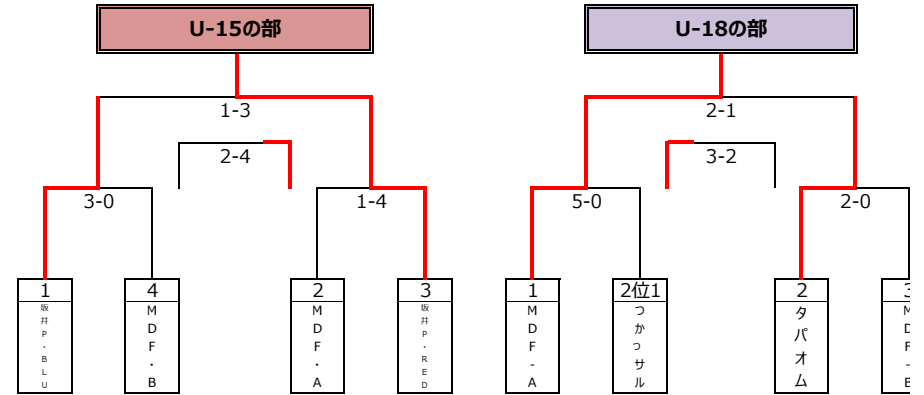 U-15の部
U-18の部
1-3
2-1
2-4
3-2
3-0
1-4
5-0
2-0
1
4
2
3
1
2位1
2
3
坂井P・BLU
MDF・B
MDF・A
坂井P・RED
MDF-A
つかっサル
タパオム
MDF-B